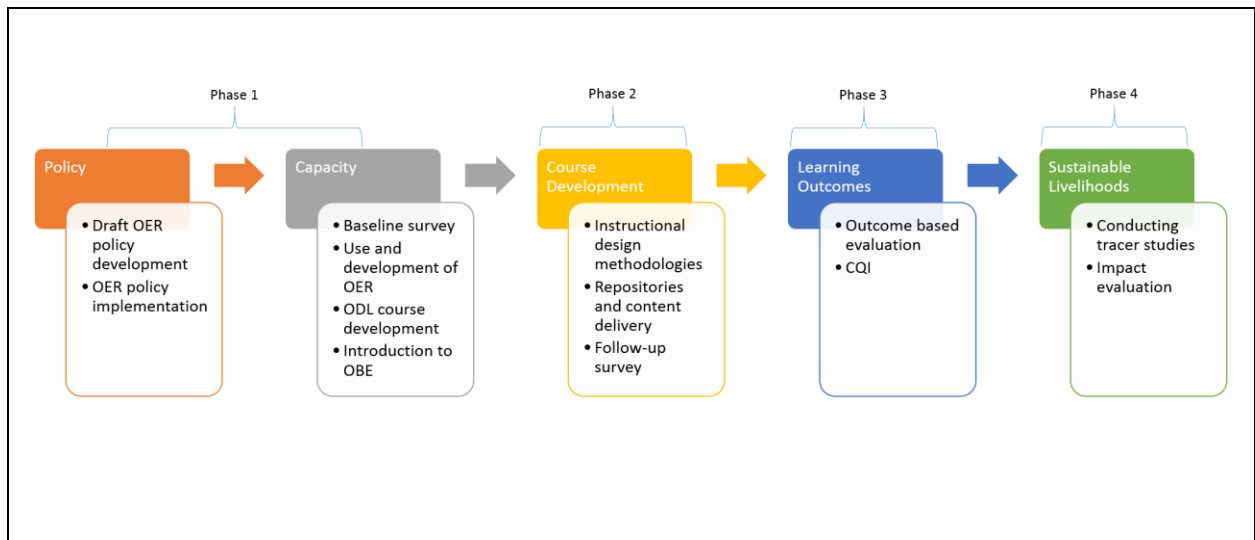 Phase 1
Phase 2
Phase 3
Phase 4
Policy
• Draft OER
policy
development
• OER policy
implementation
Capacity
• Baseline survey
• Use and
development of
OER
• ODL course
development
• Introduction to
OBE
Course
Development
• Instructional
design
methodologies
• Repositories
and content
delivery
• Follow-up
survey
Learning
Outcomes
• Outcome based
evaluation
• CQI
Sustainable
Livelihoods
• Conducting
tracer studies
• Impact
evaluation